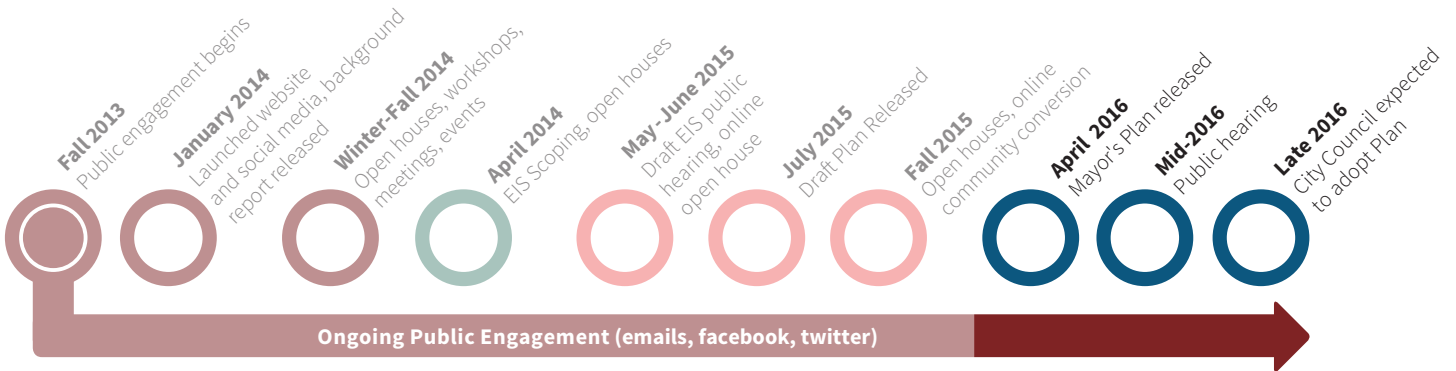 Fall 2013
Public engagement begins
January 2014
Launched website
and social media, background
report released
Winter-Fall 2014
Open houses, workshops,
meetings, events
April 2014
EIS Scoping, open houses
May- June 2015
Draft EIS public
hearing, online
open house
July 2015
Draft Plan Released
Fall 2015
Open houses, online
community conversion
April 2016
Mayor's Plan released
Mid-2016
Public hearing
Late 2016
City Council expected
to adopt Plan
Ongoing Public Engagement (emails, facebook, twitter)